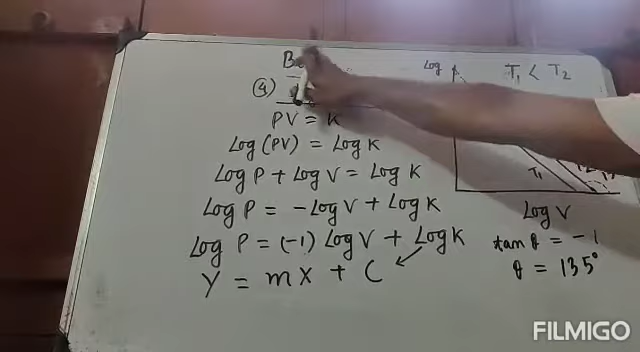 (a)
PV = K
Log (PV) = Log K
Log P + Log V = Log K
Log P = - Log V + Log K
Log P = (-1) Log V + Log K
Y = mX + C
Log
T₁ < T₂
T₁
Log V
tan θ = -1
θ = 135°
FILMIGO